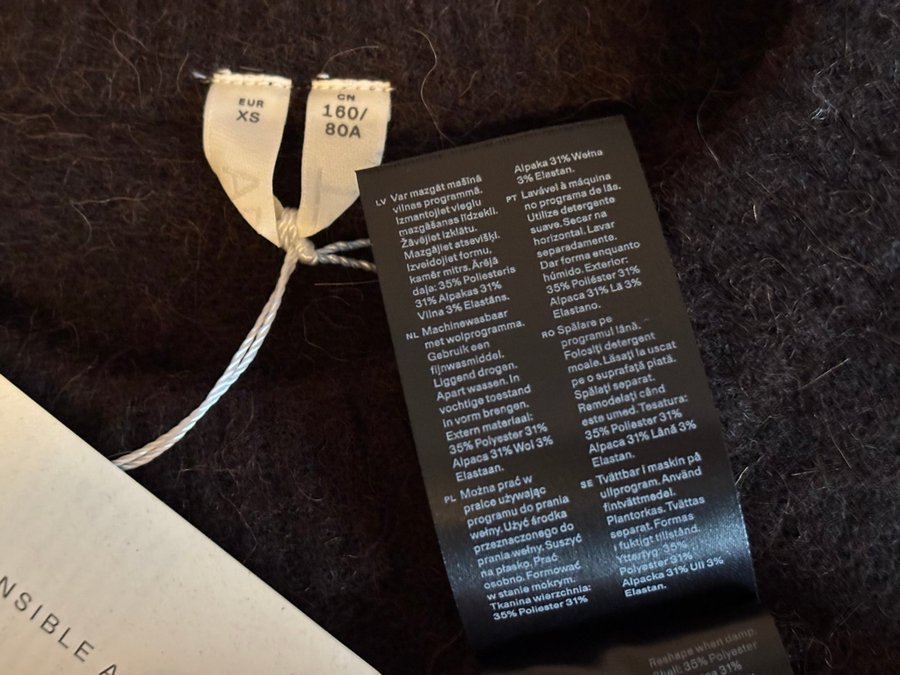 EUR
XS
CN
160/
80A
LV Var mazgāt mašīnā
vilnas programmā.
Izmantojiet vieglu
mazgāšanas līdzekli.
Žāvējiet izklātu.
Mazgājiet atsevišķi.
Izveidojiet formu,
kamēr mitrs. Ārējā
daļa: 35% Poliesteris
31% Alpakas 31%
Vilna 3% Elastāns.
NL Machinewasbaar
met wolprogramma.
Gebruik een
fijnwasmiddel.
Liggend drogen.
Apart wassen. In
vochtige toestand
in vorm brengen.
Extern materiaal:
35% Polyester 31%
Alpaca 31% Wol 3%
Elastaan.
PL Można prać w
pralce używając
programu do prania
wełny. Użyć środka
przeznaczonego do
prania wełny. Suszyć
na płasko. Prać
osobno. Formować
w stanie mokrym.
Tkanina wierzchnia:
35% Poliester 31%
Alpaka 31% Wełna
3% Elastan.
PT Lavável à máquina
no programa de lãs.
Utilize detergente
suave. Secar na
horizontal. Lavar
separadamente.
Dar forma enquanto
húmido. Exterior:
35% Poliéster 31%
Alpaca 31% Lã 3%
Elastano.
RO Spălare pe
programul lână.
Folosiți detergent
moale. Lăsați la uscat
pe o suprafață plată.
Spălați separat.
Remodelați când
este umed. Țesatura:
35% Poliester 31%
Alpaca 31% Lână 3%
Elastan.
SE Tvättbar i maskin på
ullprogram. Använd
fintvättmedel.
Plantorkas. Tvättas
separat. Formas
i fuktigt tillstånd.
Yttertyg: 35%
Polyester 31%
Alpacka 31% Ull 3%
Elastan.
Reshape when damp.
Shell: 35% Polyester
31%
NSIBLE A